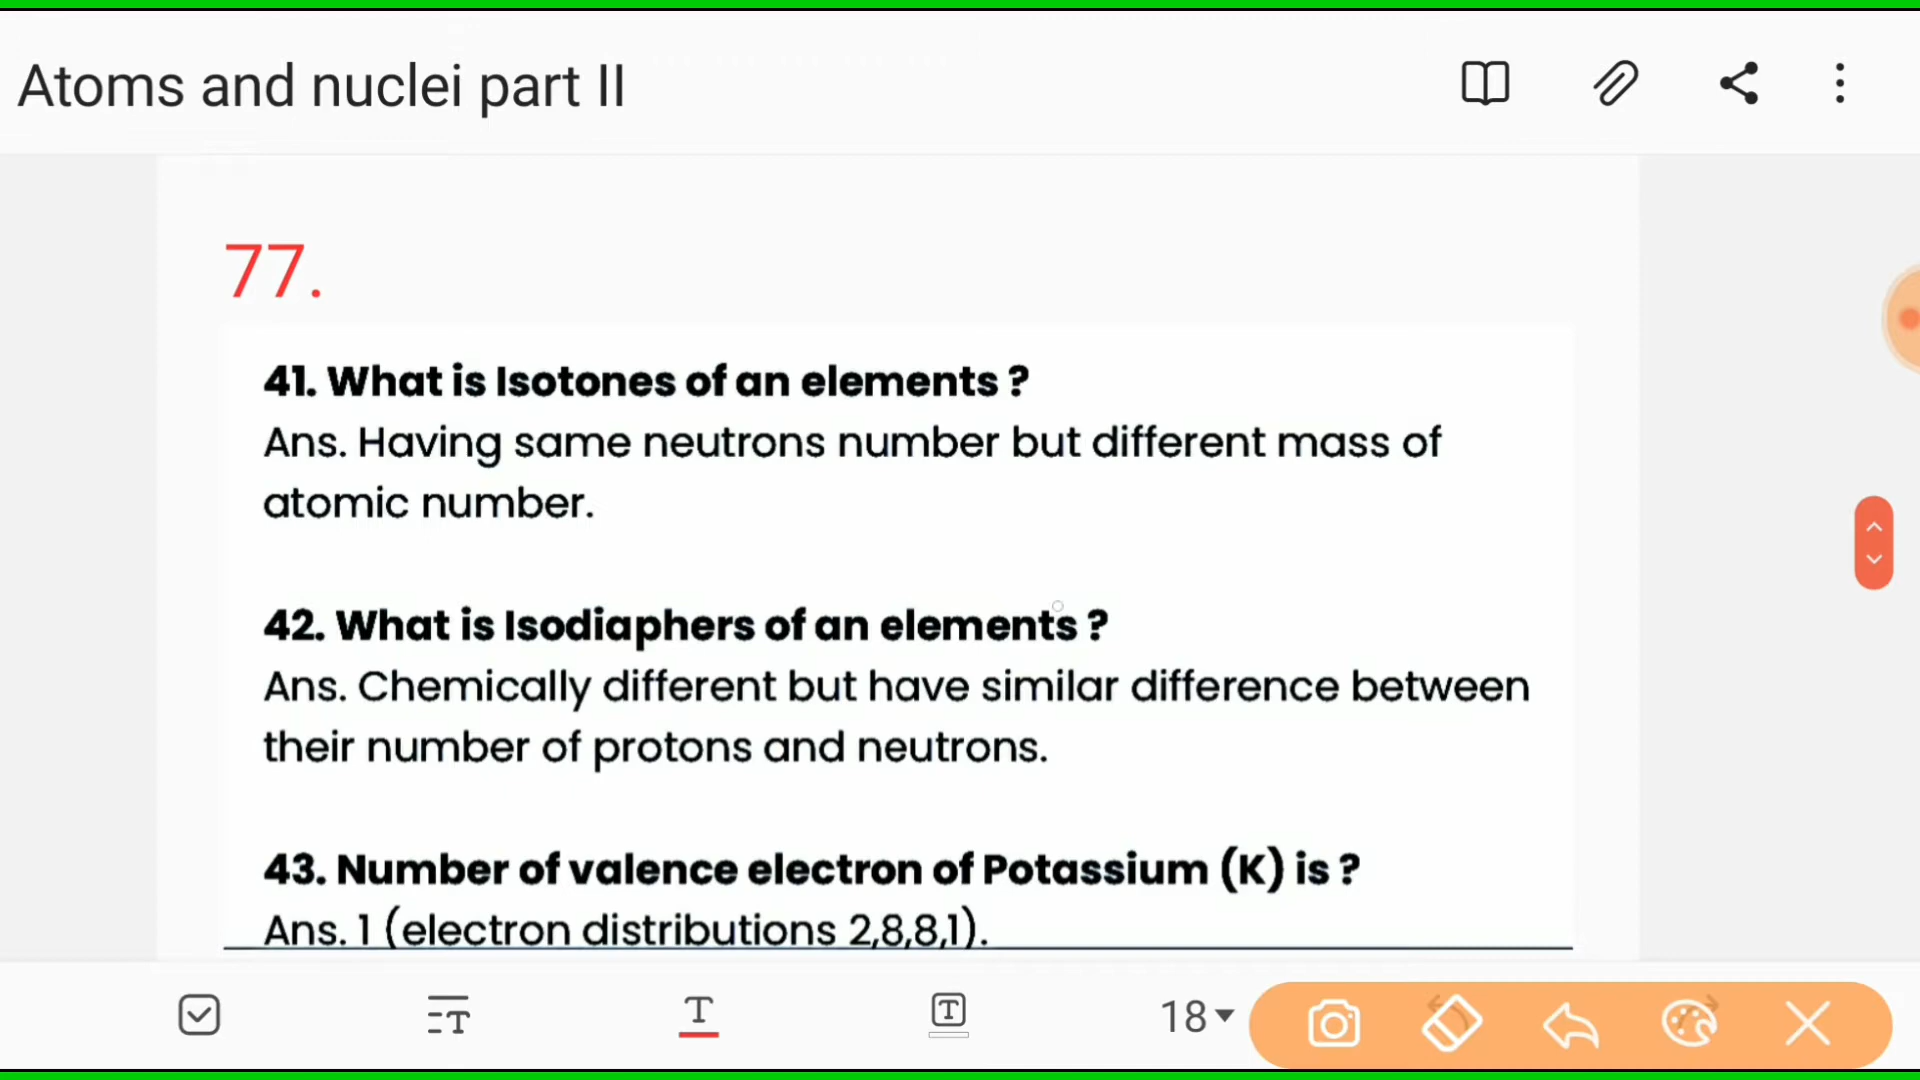 Atoms and nuclei part II
77.
41. What is Isotones of an elements ?
Ans. Having same neutrons number but different mass of
atomic number.
42. What is Isodiaphers of an elements ?
Ans. Chemically different but have similar difference between
their number of protons and neutrons.
43. Number of valence electron of Potassium (K) is ?
Ans. 1 (electron distributions 2,8,8,1).
18